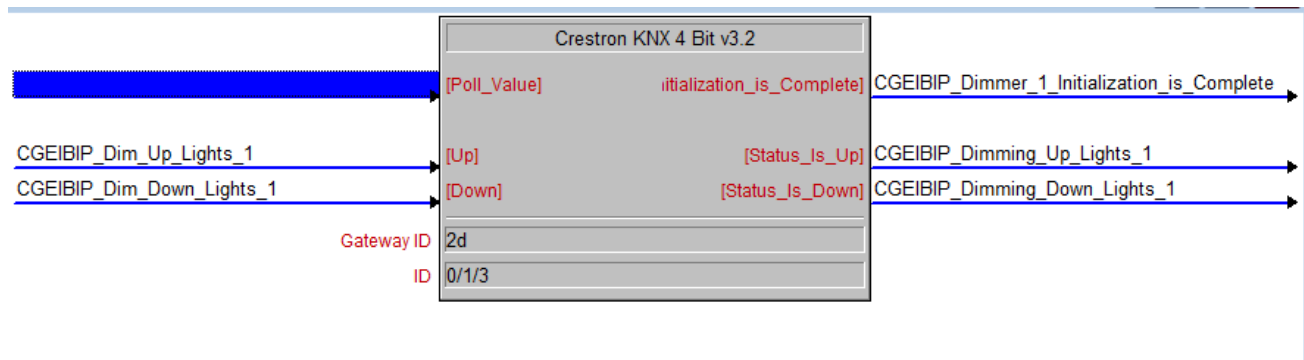 Crestron KNX 4 Bit v3.2
[Poll_Value] itialization_is_Complete] CGEIBIP_Dimmer_1_Initialization_is_Complete
CGEIBIP_Dim_Up_Lights_1 [Up] [Status_Is_Up] CGEIBIP_Dimming_Up_Lights_1
CGEIBIP_Dim_Down_Lights_1 [Down] [Status_Is_Down] CGEIBIP_Dimming_Down_Lights_1
Gateway ID 2d
ID 0/1/3